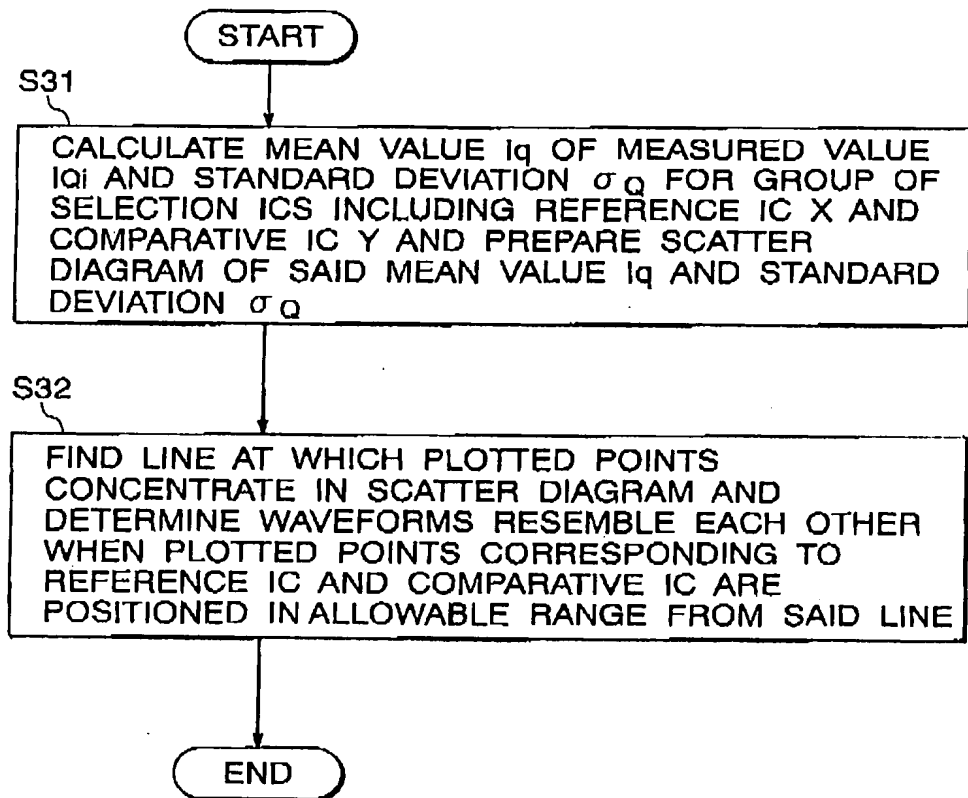 START
S31
CALCULATE MEAN VALUE Iq OF MEASURED VALUE
IQi AND STANDARD DEVIATION σQ FOR GROUP OF
SELECTION ICS INCLUDING REFERENCE IC X AND
COMPARATIVE IC Y AND PREPARE SCATTER
DIAGRAM OF SAID MEAN VALUE Iq AND STANDARD
DEVIATION σQ
S32
FIND LINE AT WHICH PLOTTED POINTS
CONCENTRATE IN SCATTER DIAGRAM AND
DETERMINE WAVEFORMS RESEMBLE EACH OTHER
WHEN PLOTTED POINTS CORRESPONDING TO
REFERENCE IC AND COMPARATIVE IC ARE
POSITIONED IN ALLOWABLE RANGE FROM SAID LINE
END